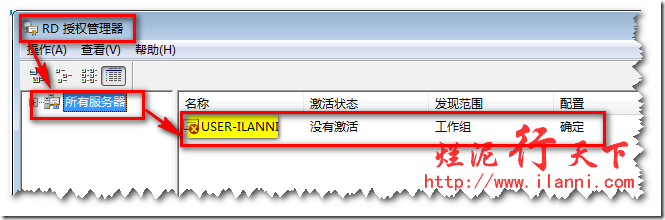 RD 授权管理器
操作(A) 查看(V) 帮助(H)
所有服务器
名称 激活状态 发现范围 配置
USER-ILANNI 没有激活 工作组 确定
烂泥行天下
http://www.ilanni.com